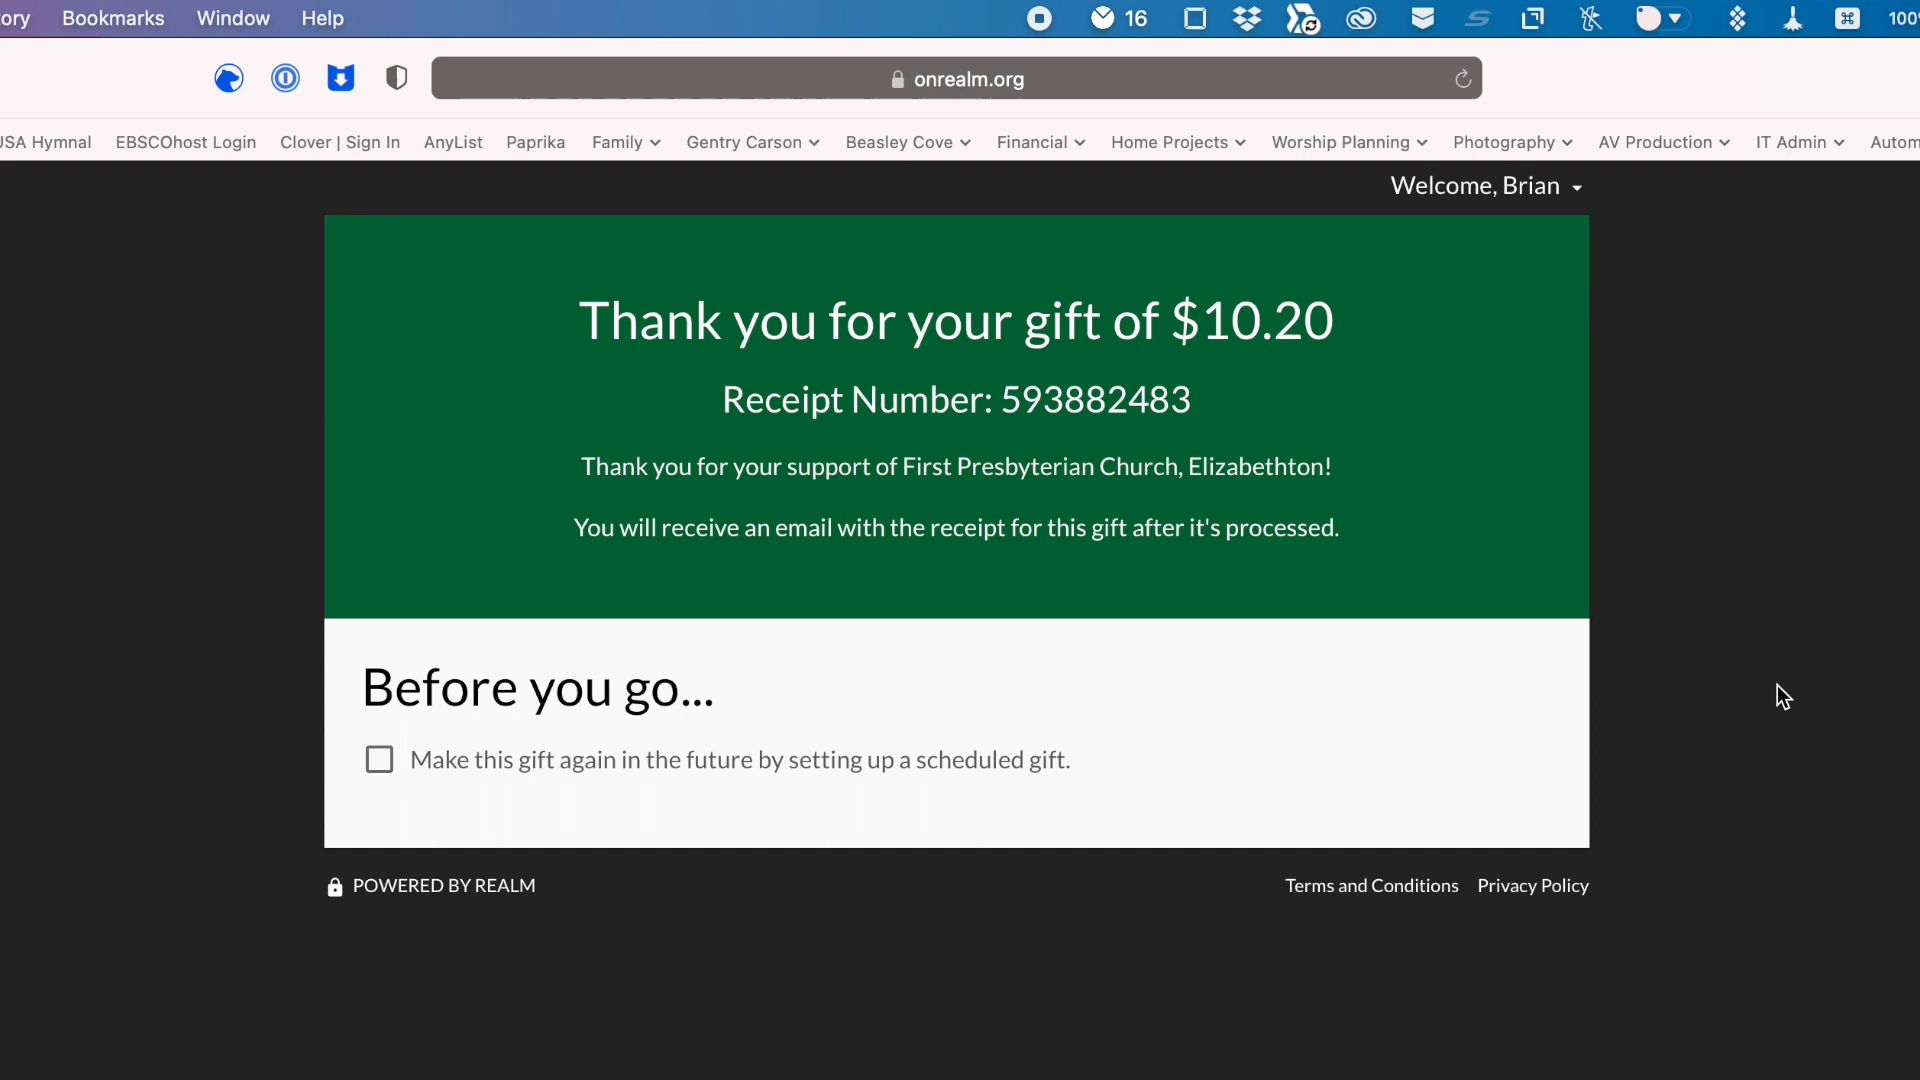 ory Bookmarks Window Help 16 100%
onrealm.org
USA Hymnal EBSCOhost Login Clover | Sign In AnyList Paprika Family Gentry Carson Beasley Cove Financial Home Projects Worship Planning Photography AV Production IT Admin Autom
Welcome, Brian
Thank you for your gift of $10.20
Receipt Number: 593882483
Thank you for your support of First Presbyterian Church, Elizabethton!
You will receive an email with the receipt for this gift after it's processed.
Before you go...
Make this gift again in the future by setting up a scheduled gift.
POWERED BY REALM
Terms and Conditions Privacy Policy